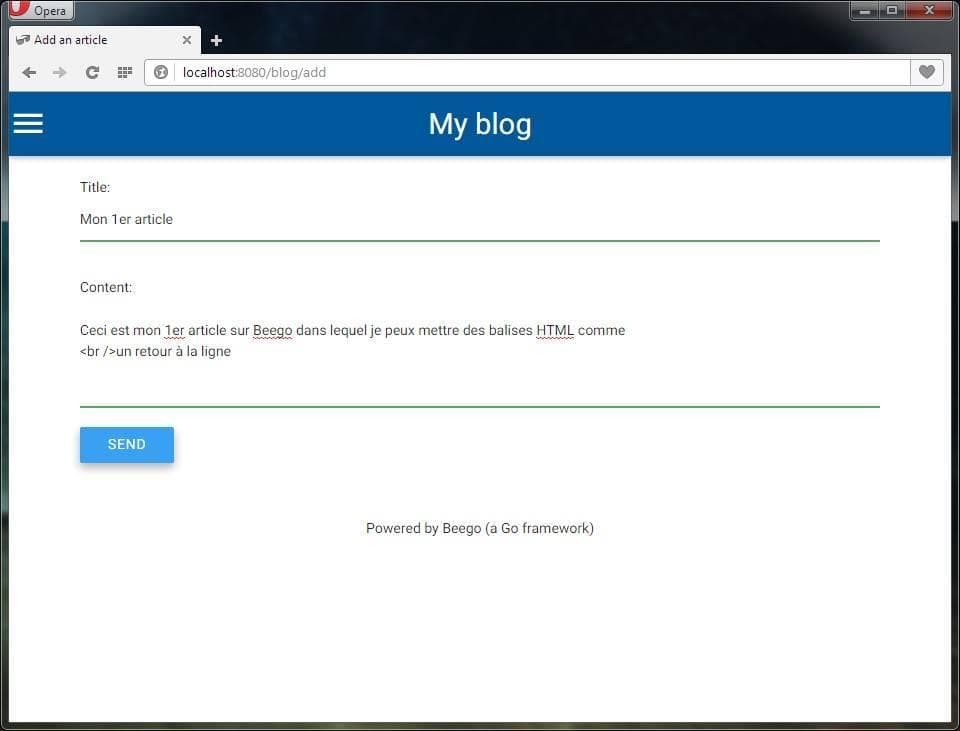 Opera
Add an article
localhost:8080/blog/add
My blog
Title:
Mon 1er article
Content:
Ceci est mon 1er article sur Beego dans lequel je peux mettre des balises HTML comme
<br />un retour à la ligne
SEND
Powered by Beego (a Go framework)